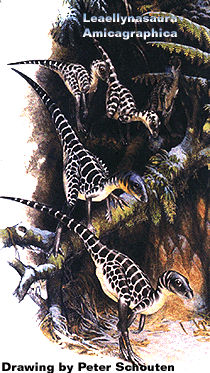 Leaellynasaura
Amicagraphica
Drawing by Peter Schouten